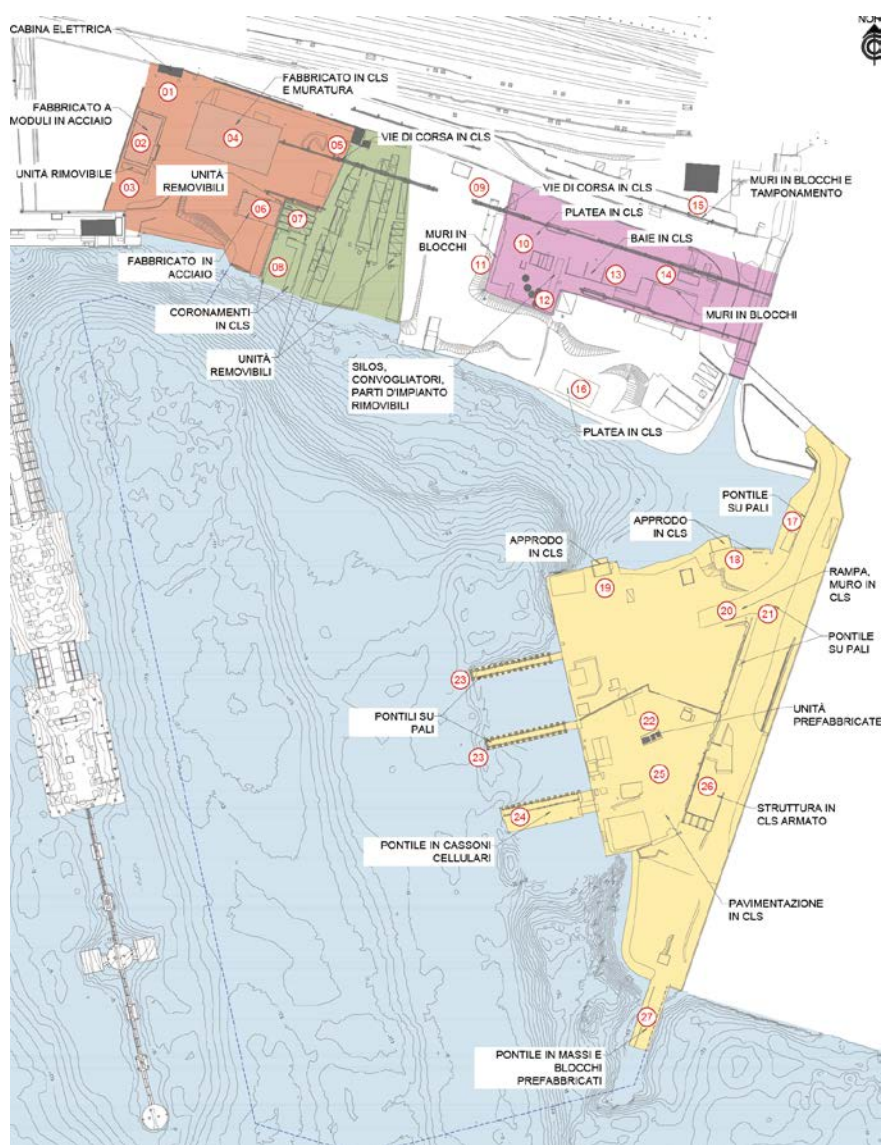 CABINA ELETTRICA
01
FABBRICATO IN CLS
E MURATURA
FABBRICATO A
MODULI IN ACCIAIO
02
04
05
VIE DI CORSA IN CLS
UNITÀ RIMOVIBILE
03
UNITÀ
REMOVIBILI
06
07
08
FABBRICATO IN
ACCIAIO
CORONAMENTI
IN CLS
UNITÀ
REMOVIBILI
09
VIE DI CORSA IN CLS
PLATEA IN CLS
MURI IN
BLOCCHI
10
11
BAIE IN CLS
12
13
14
15
MURI IN BLOCCHI E
TAMPONAMENTO
MURI IN BLOCCHI
SILOS,
CONVOGLIATORI,
PARTI D'IMPIANTO
RIMOVIBILI
16
PLATEA IN CLS
PONTILE
SU PALI
17
APPRODO
IN CLS
18
APPRODO
IN CLS
19
RAMPA,
MURO IN
CLS
20
21
PONTILE
SU PALI
23
PONTILI SU
PALI
23
22
UNITÀ
PREFABBRICATE
25
26
24
STRUTTURA IN
CLS ARMATO
PONTILE IN CASSONI
CELLULARI
PAVIMENTAZIONE
IN CLS
27
PONTILE IN MASSI E
BLOCCHI
PREFABBRICATI